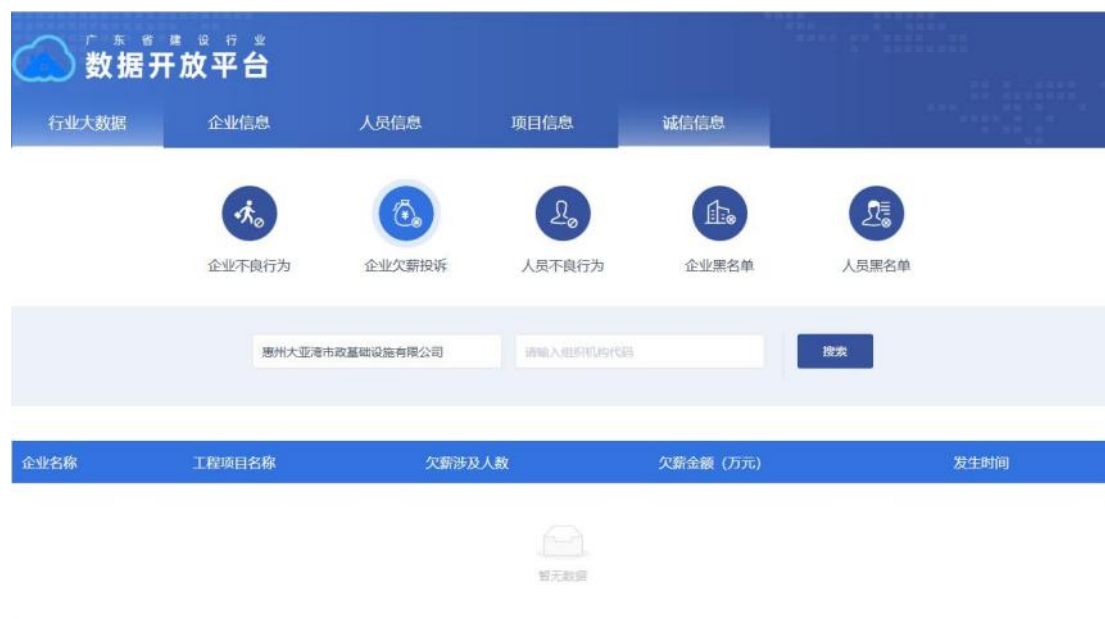 广东省建设行业
数据开放平台
行业大数据 企业信息 人员信息 项目信息 诚信信息
企业不良行为 企业欠薪投诉 人员不良行为 企业黑名单 人员黑名单
惠州大亚湾市政基础设施有限公司 请输入组织机构代码 搜索
企业名称 工程项目名称 欠薪涉及人数 欠薪金额（万元） 发生时间
暂无数据